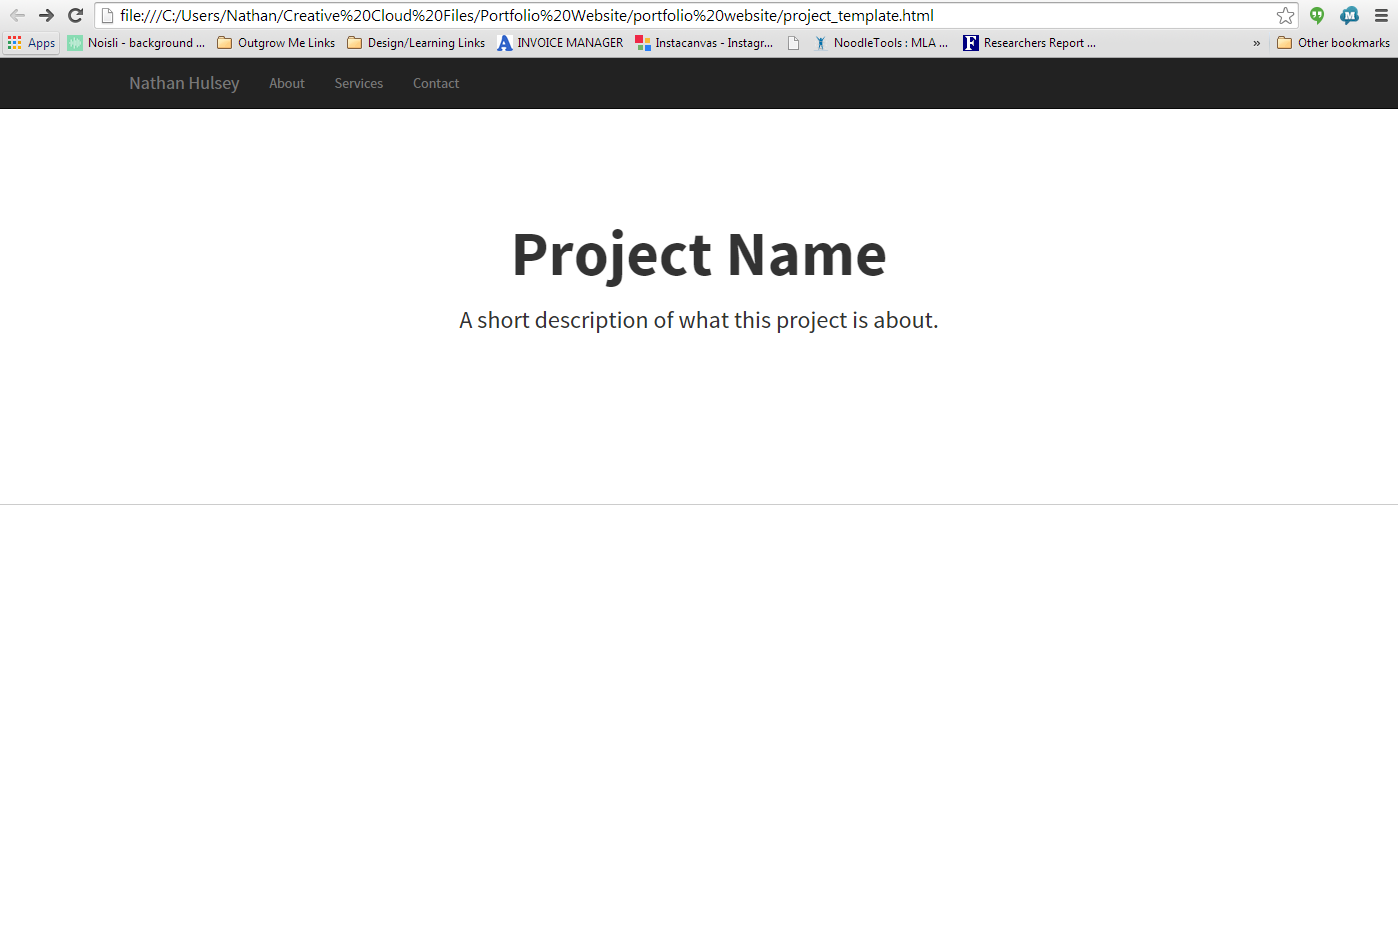 file:///C:/Users/Nathan/Creative%20Cloud%20Files/Portfolio%20Website/portfolio%20website/project_template.html
Apps Noisli - background ... Outgrow Me Links Design/Learning Links A INVOICE MANAGER Instacanvas - Instagr... NoodleTools : MLA ... F Researchers Report ... » Other bookmarks
Nathan Hulsey About Services Contact
Project Name
A short description of what this project is about.